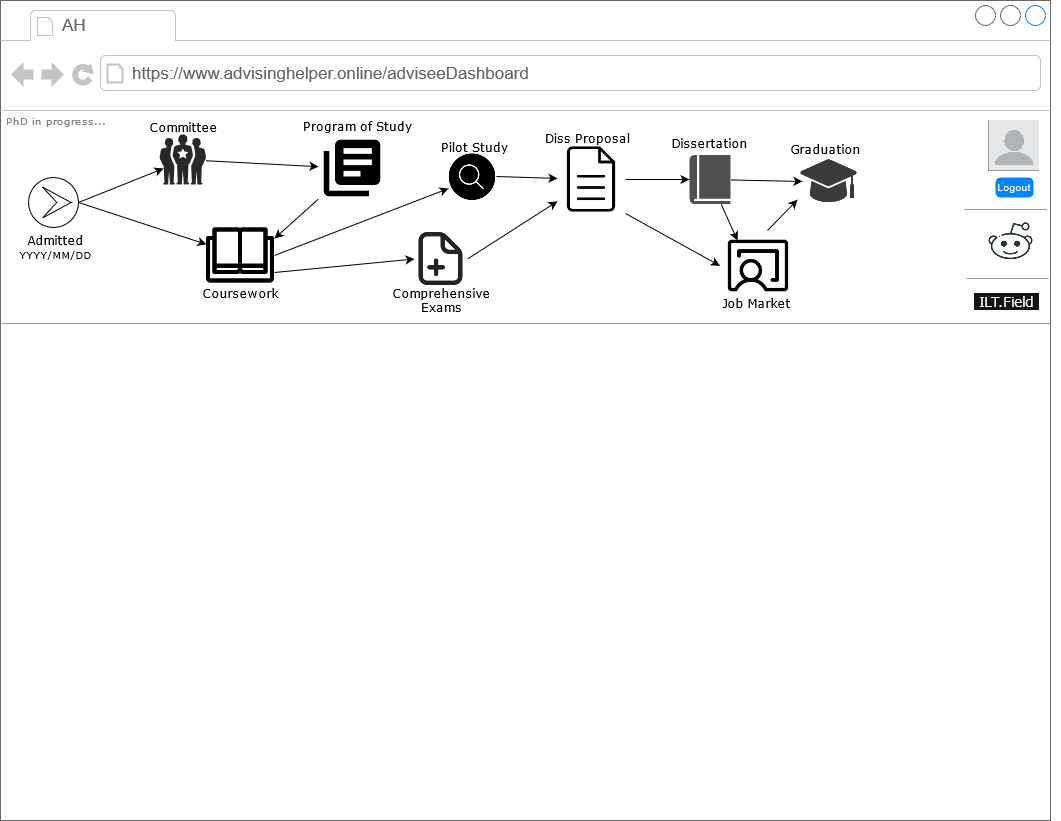 AH
https://www.advisinghelper.online/adviseeDashboard
PhD in progress...
Committee
Program of Study
Pilot Study
Diss Proposal
Dissertation
Graduation
Logout
Admitted
YYYY/MM/DD
Coursework
Comprehensive
Exams
Job Market
ILT.Field